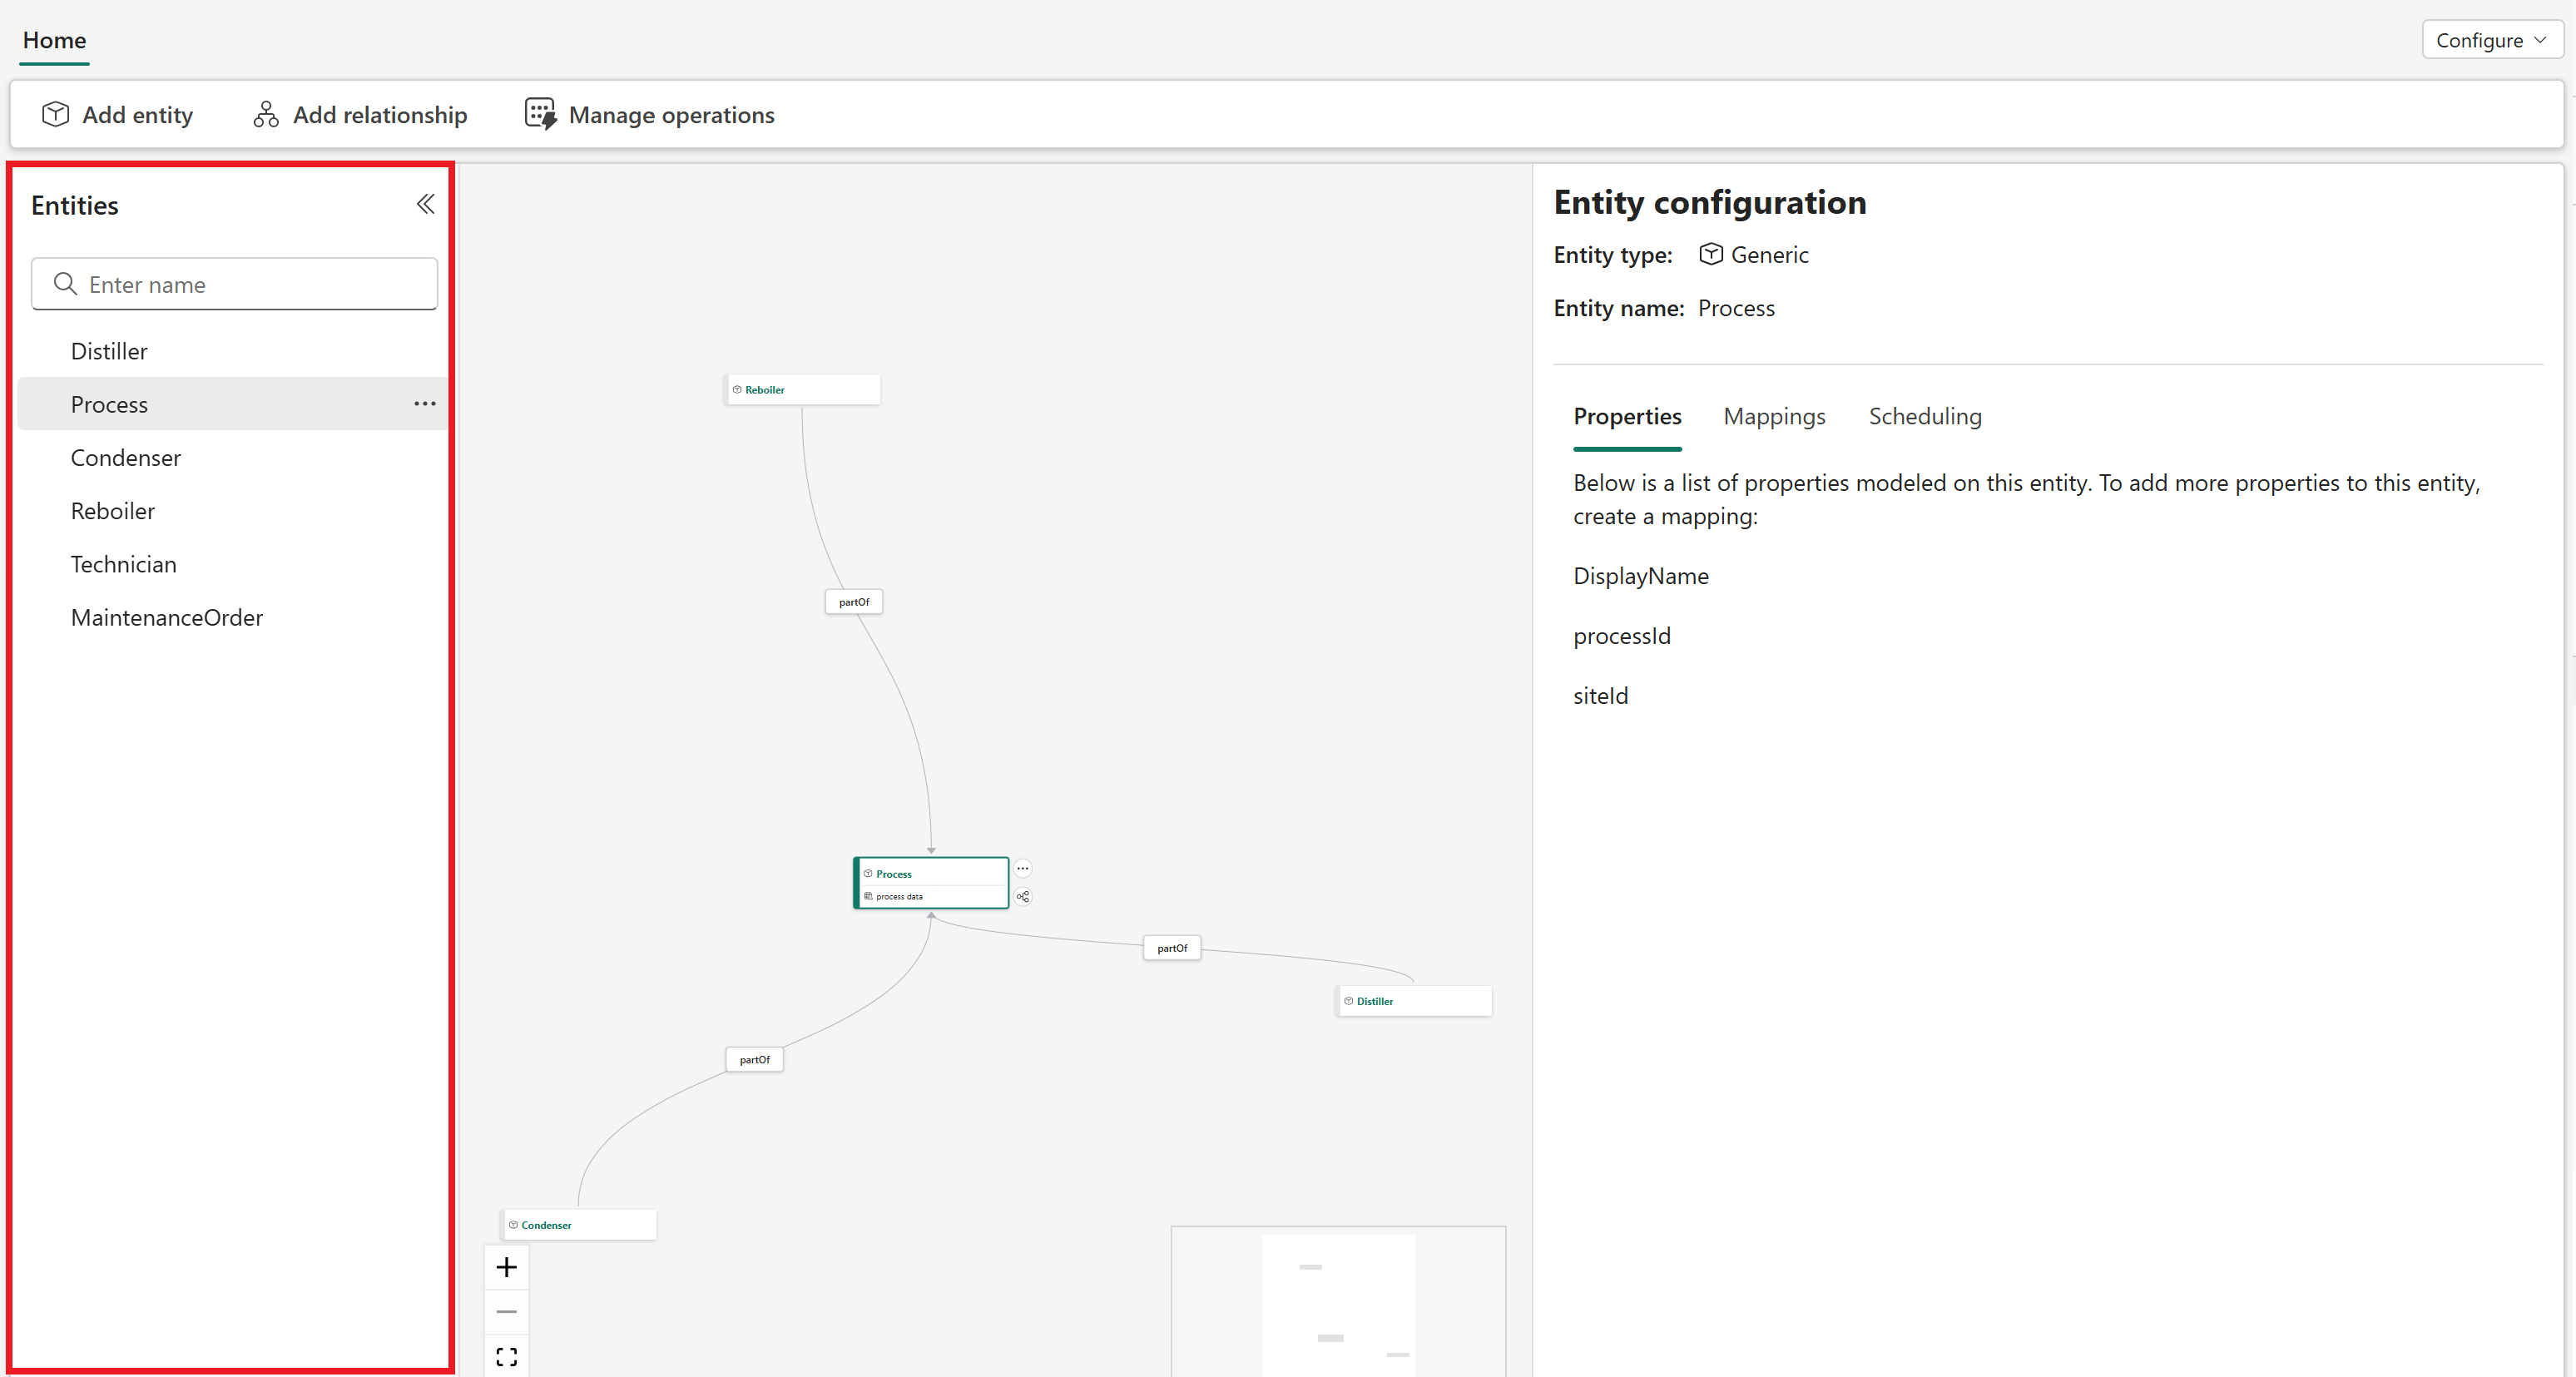 Home
Configure
Add entity
Add relationship
Manage operations
Entities
Enter name
Distiller
Process
Condenser
Reboiler
Technician
MaintenanceOrder
Reboiler
partOf
Process
process data
partOf
Distiller
partOf
Condenser
Entity configuration
Entity type: Generic
Entity name: Process
Properties
Mappings
Scheduling
Below is a list of properties modeled on this entity. To add more properties to this entity,
create a mapping:
DisplayName
processId
siteId